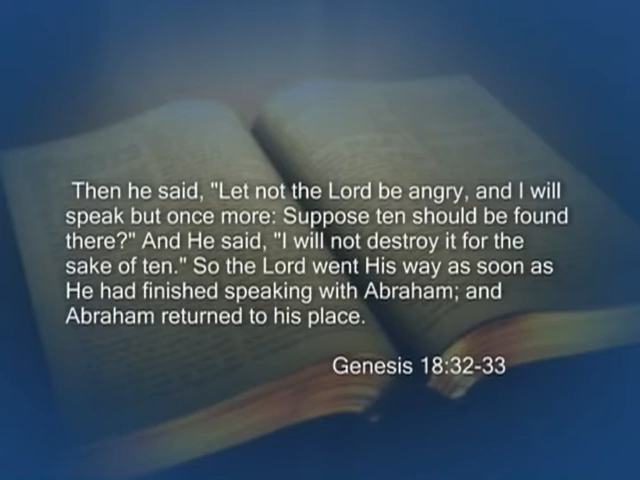 Then he said, "Let not the Lord be angry, and I will
speak but once more: Suppose ten should be found
there?" And He said, "I will not destroy it for the
sake of ten." So the Lord went His way as soon as
He had finished speaking with Abraham; and
Abraham returned to his place.
Genesis 18:32-33